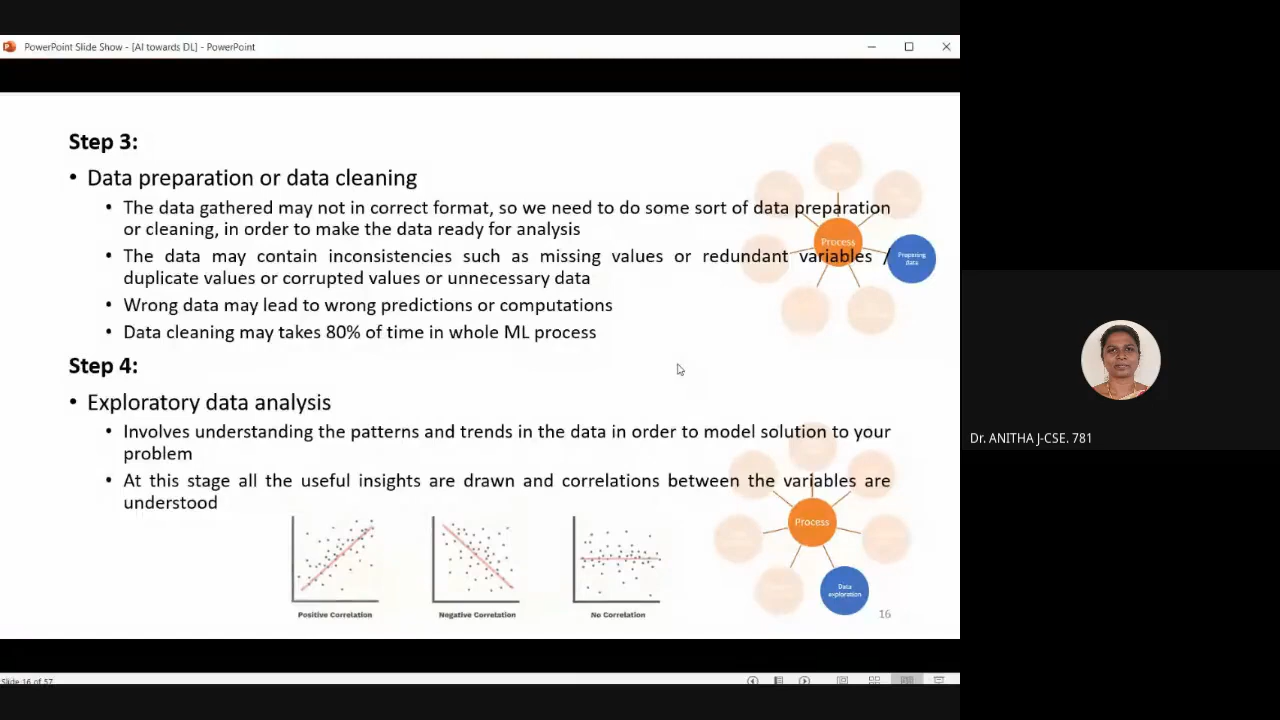 PowerPoint Slide Show - [AI towards DL] - PowerPoint
Step 3:
• Data preparation or data cleaning
• The data gathered may not in correct format, so we need to do some sort of data preparation
or cleaning, in order to make the data ready for analysis
• The data may contain inconsistencies such as missing values or redundant variables /
duplicate values or corrupted values or unnecessary data
• Wrong data may lead to wrong predictions or computations
• Data cleaning may takes 80% of time in whole ML process
Process
Preparing
data
Step 4:
• Exploratory data analysis
• Involves understanding the patterns and trends in the data in order to model solution to your
problem
• At this stage all the useful insights are drawn and correlations between the variables are
understood
Process
Data
exploration
Positive Correlation
Negative Correlation
No Correlation
16
Slide 16 of 57
Dr. ANITHA J-CSE. 781